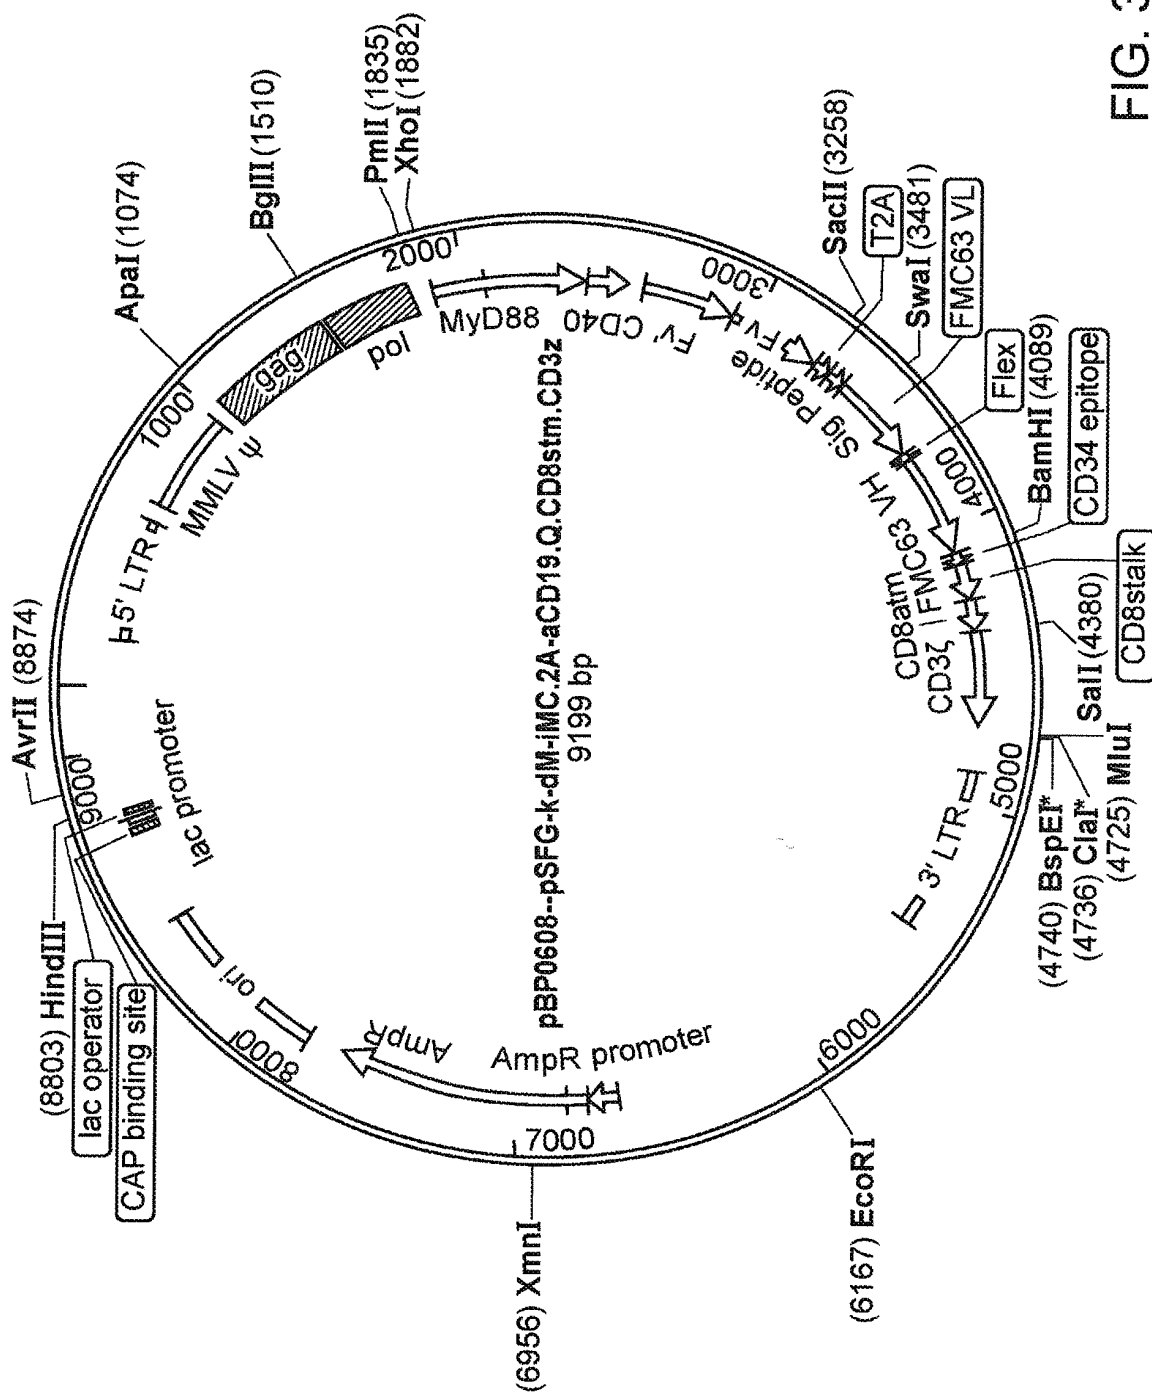 FIG. 3
AvrII (8874)
ApaI (1074)
BglII (1510)
PmlI (1835)
XhoI (1882)
SacII (3258)
T2A
SwaI (3481)
FMC63 VL
Flex
BamHI (4089)
CD34 epitope
SalI (4380)
CD8stalk
(4725) MluI
(4736) ClaI*
(4740) BspEI*
(6167) EcoRI
(6956) XmnI
CAP binding site
lac operator
(8803) HindIII
1000
2000
3000
4000
5000
6000
7000
8000
9000
5' LTR
MMLV ψ
gag
pol
MyD88
CD40
Fv'
Fv
Sig Peptide
FMC63 VH
CD8atm
CD3ζ
3' LTR
AmpR promoter
AmpR
ori
lac promoter
pBP0608--pSFG-k-dM-iMC.2A-aCD19.Q.CD8stm.CD3z
9199 bp